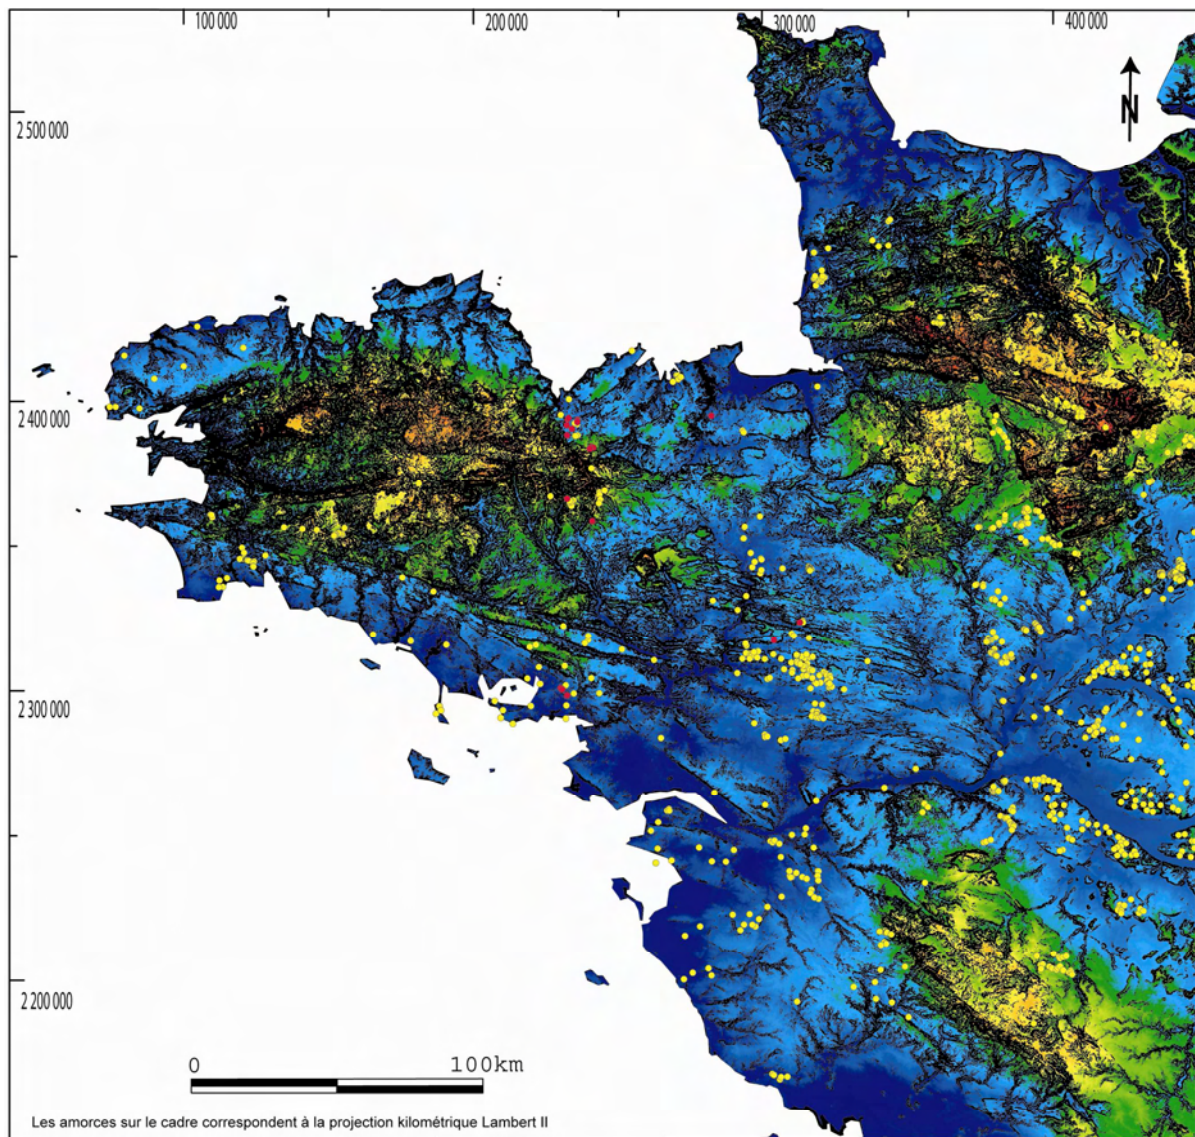 100 000
200 000
300 000
400 000
N
2 500 000
2 400 000
2 300 000
2 200 000
0 100km
Les amorces sur le cadre correspondent à la projection kilométrique Lambert II